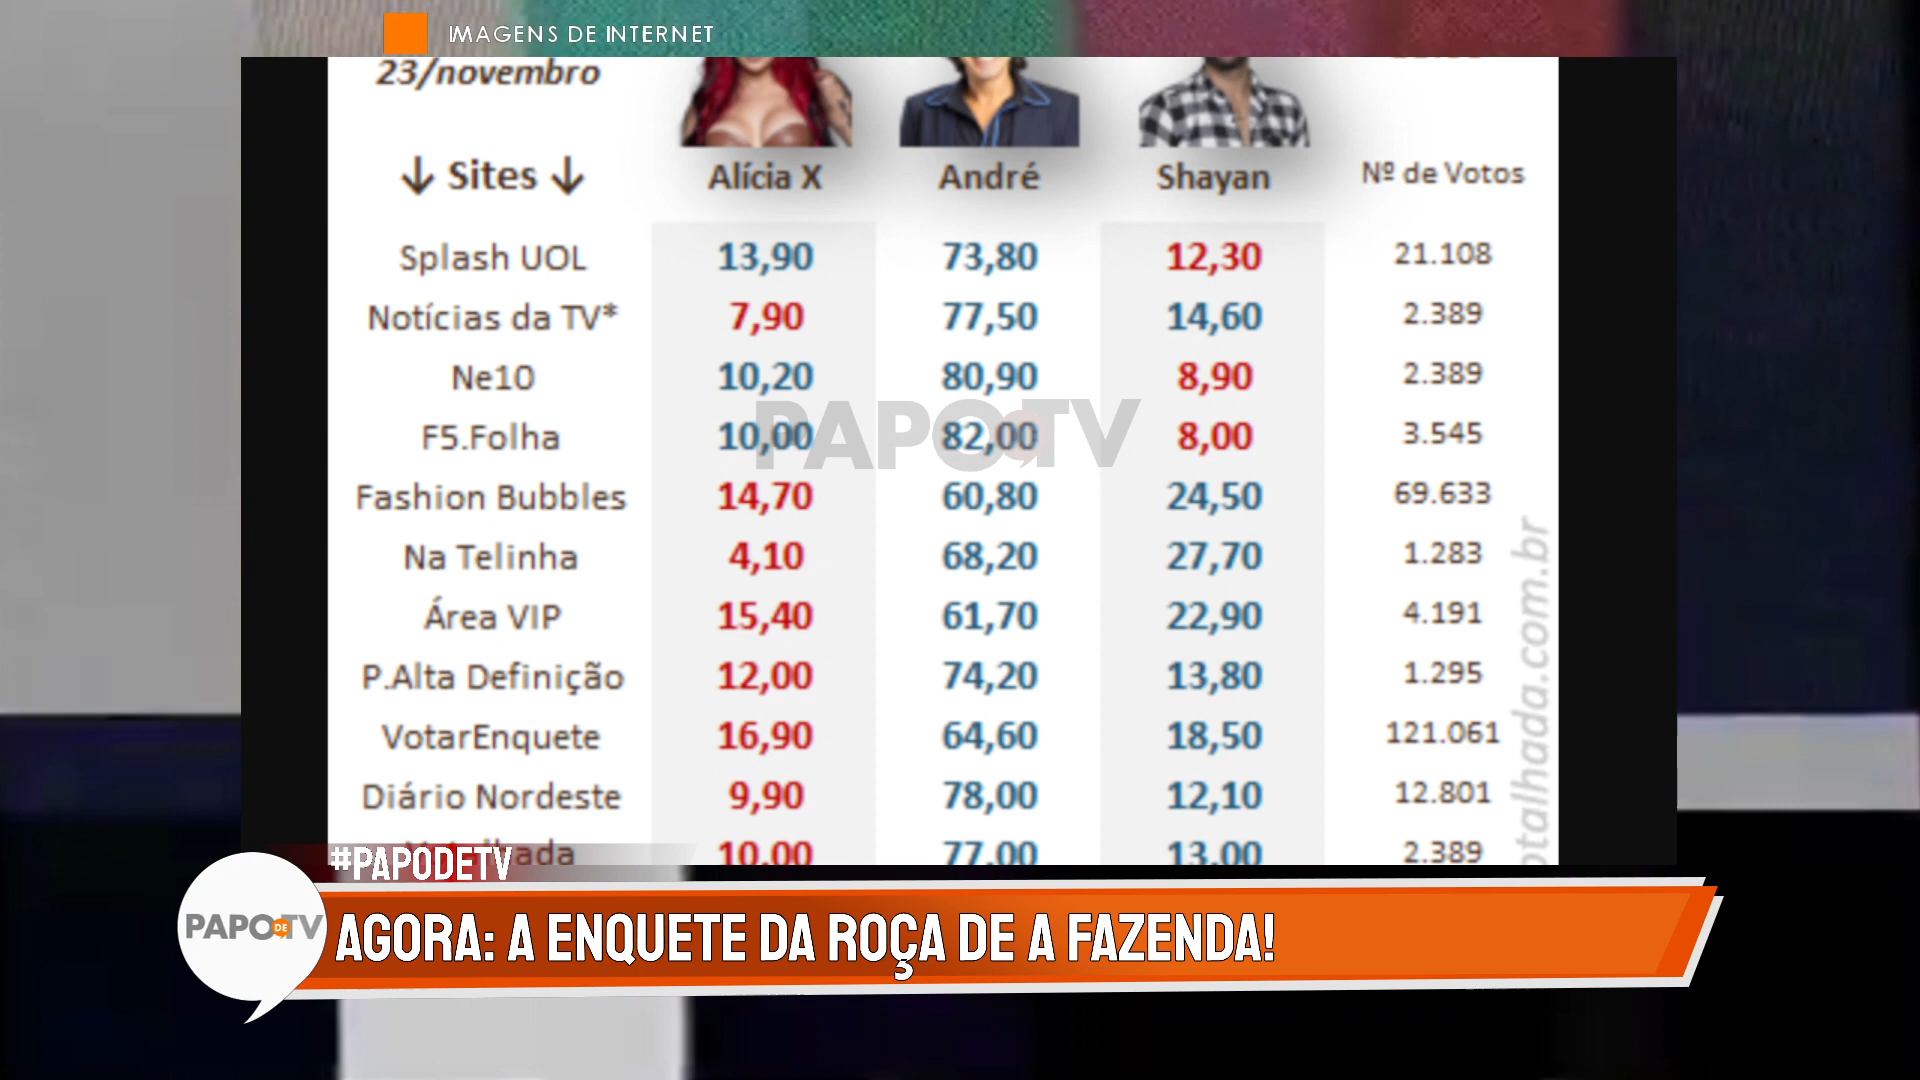 IMAGENS DE INTERNET
23/novembro
↓ Sites ↓ Alícia X André Shayan Nº de Votos
Splash UOL 13,90 73,80 12,30 21.108
Notícias da TV* 7,90 77,50 14,60 2.389
Ne10 10,20 80,90 8,90 2.389
F5.Folha 10,00 82,00 8,00 3.545
PAPO DE TV
Fashion Bubbles 14,70 60,80 24,50 69.633
Na Telinha 4,10 68,20 27,70 1.283
Área VIP 15,40 61,70 22,90 4.191
P.Alta Definição 12,00 74,20 13,80 1.295
VotarEnquete 16,90 64,60 18,50 121.061
Diário Nordeste 9,90 78,00 12,10 12.801
10,00 77,00 13,00 2.389
otalhada.com.br
#PAPODETV
PAPO DE TV
AGORA: A ENQUETE DA ROÇA DE A FAZENDA!